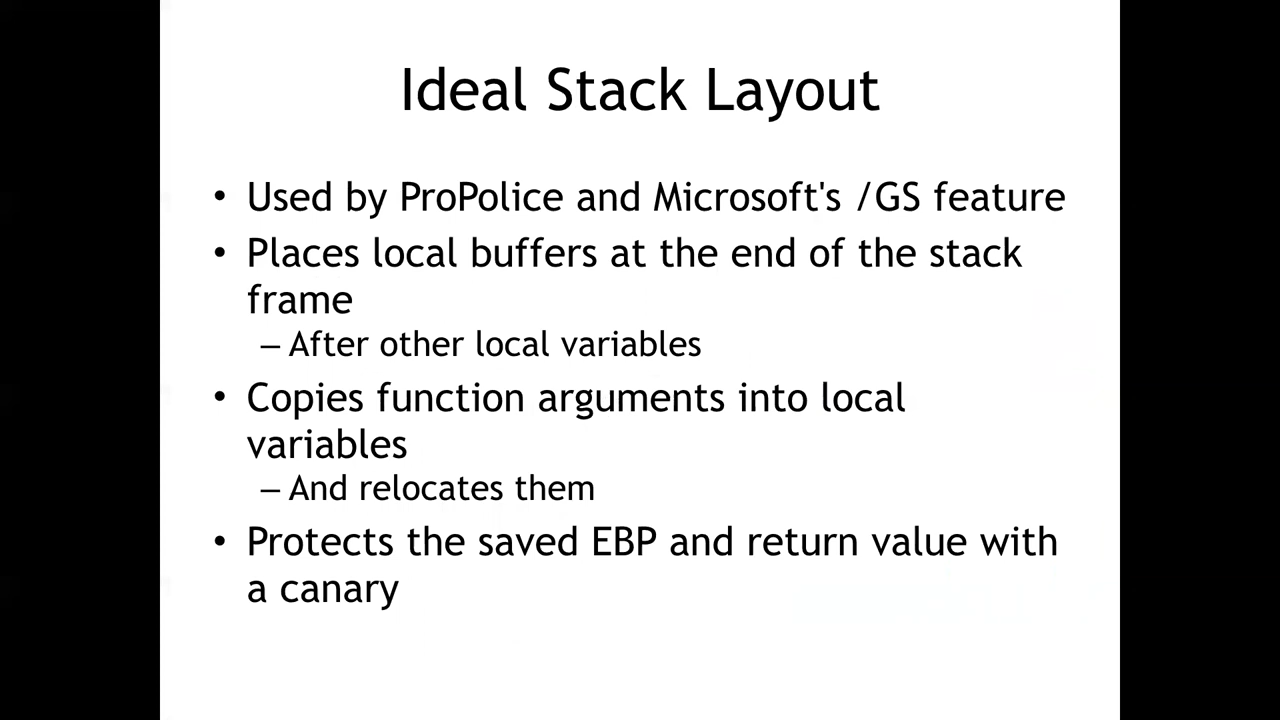 Ideal Stack Layout
• Used by ProPolice and Microsoft's /GS feature
• Places local buffers at the end of the stack
frame
– After other local variables
• Copies function arguments into local
variables
– And relocates them
• Protects the saved EBP and return value with
a canary